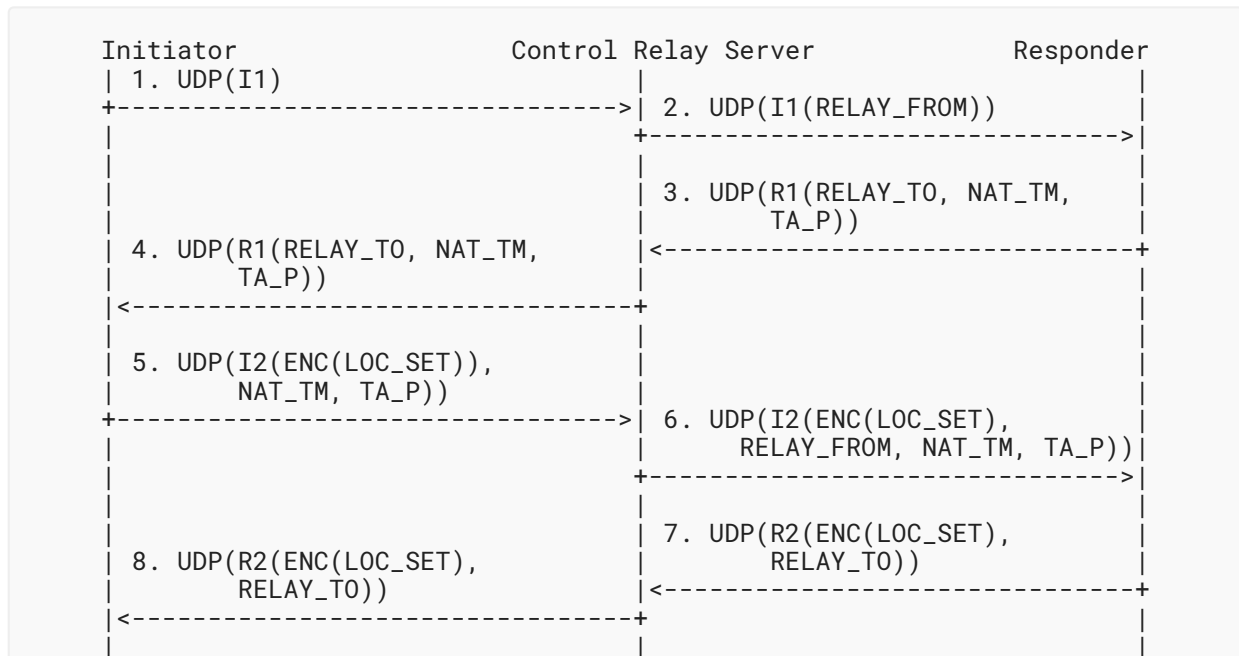 Initiator Control Relay Server Responder
| 1. UDP(I1) | |
+-------------------------------->| 2. UDP(I1(RELAY_FROM)) |
| +------------------------------->|
| | |
| | 3. UDP(R1(RELAY_TO, NAT_TM, |
| | TA_P)) |
| 4. UDP(R1(RELAY_TO, NAT_TM, |<-------------------------------+
| TA_P)) | |
|<--------------------------------+ |
| | |
| 5. UDP(I2(ENC(LOC_SET)), | |
| NAT_TM, TA_P)) | |
+-------------------------------->| 6. UDP(I2(ENC(LOC_SET), |
| | RELAY_FROM, NAT_TM, TA_P))|
| +------------------------------->|
| | |
| | 7. UDP(R2(ENC(LOC_SET), |
| 8. UDP(R2(ENC(LOC_SET), | RELAY_TO)) |
| RELAY_TO)) |<-------------------------------+
|<--------------------------------+ |
| | |